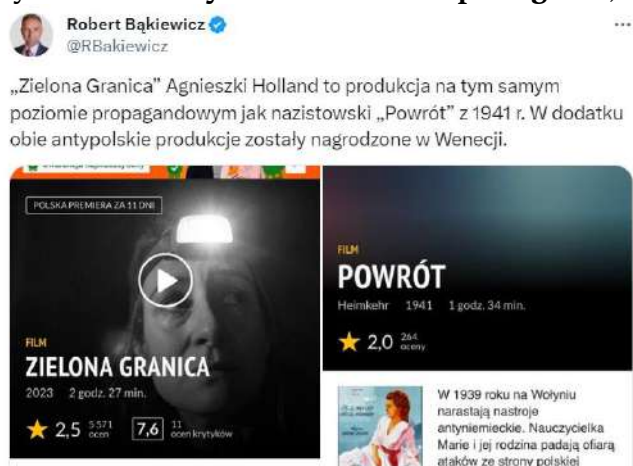 Robert Bąkiewicz
@RBakiewicz
„Zielona Granica” Agnieszki Holland to produkcja na tym samym
poziomie propagandowym jak nazistowski „Powrót” z 1941 r. W dodatku
obie antypolskie produkcje zostały nagrodzone w Wenecji.
POLSKA PREMIERA ZA 11 DNI
FILM
ZIELONA GRANICA
2023 2 godz. 27 min.
2,5 5 571 ocen 7,6 11 ocen krytyków
FILM
POWRÓT
Heimkehr 1941 1 godz. 34 min.
2,0 264 oceny
W 1939 roku na Wołyniu
narastają nastroje
antyniemieckie. Nauczycielka
Marie i jej rodzina padają ofiarą
ataków ze strony polskiej